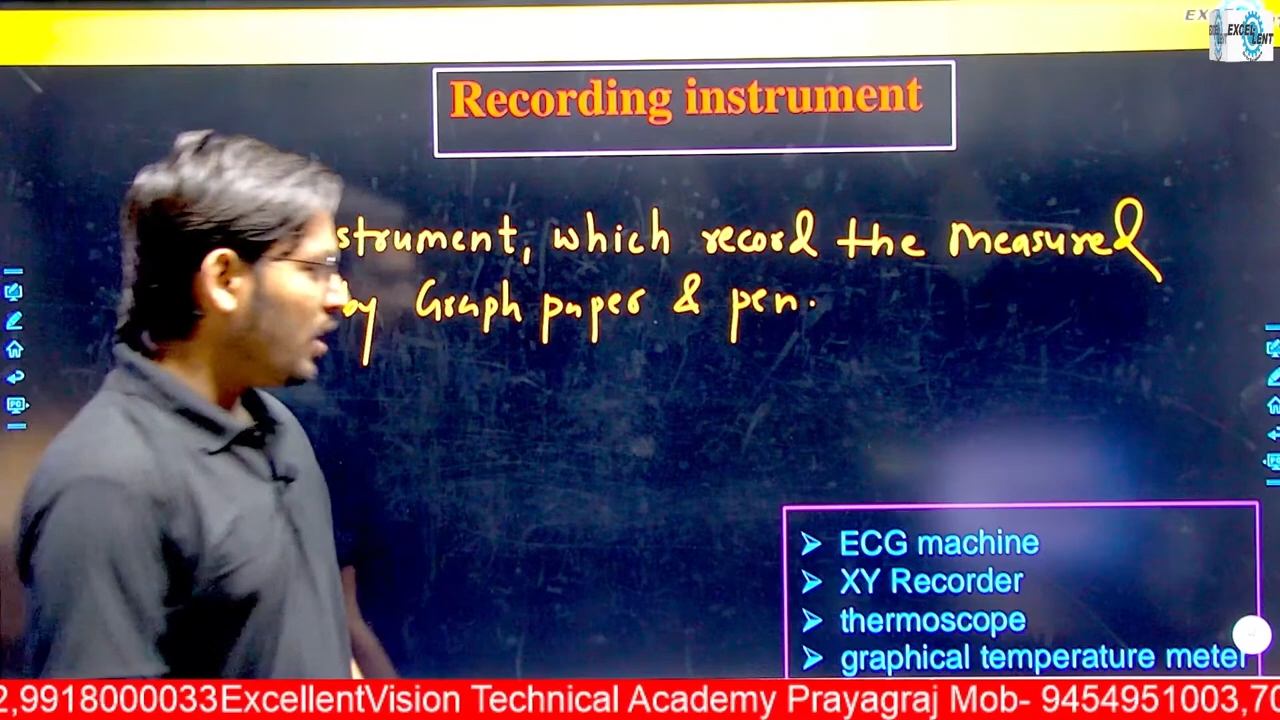 EXCELLENT
Recording instrument
strument, which record the measured
by Graph paper & pen.
➢ ECG machine
➢ XY Recorder
➢ thermoscope
➢ graphical temperature meter
2,9918000033ExcellentVision Technical Academy Prayagraj Mob- 9454951003,70